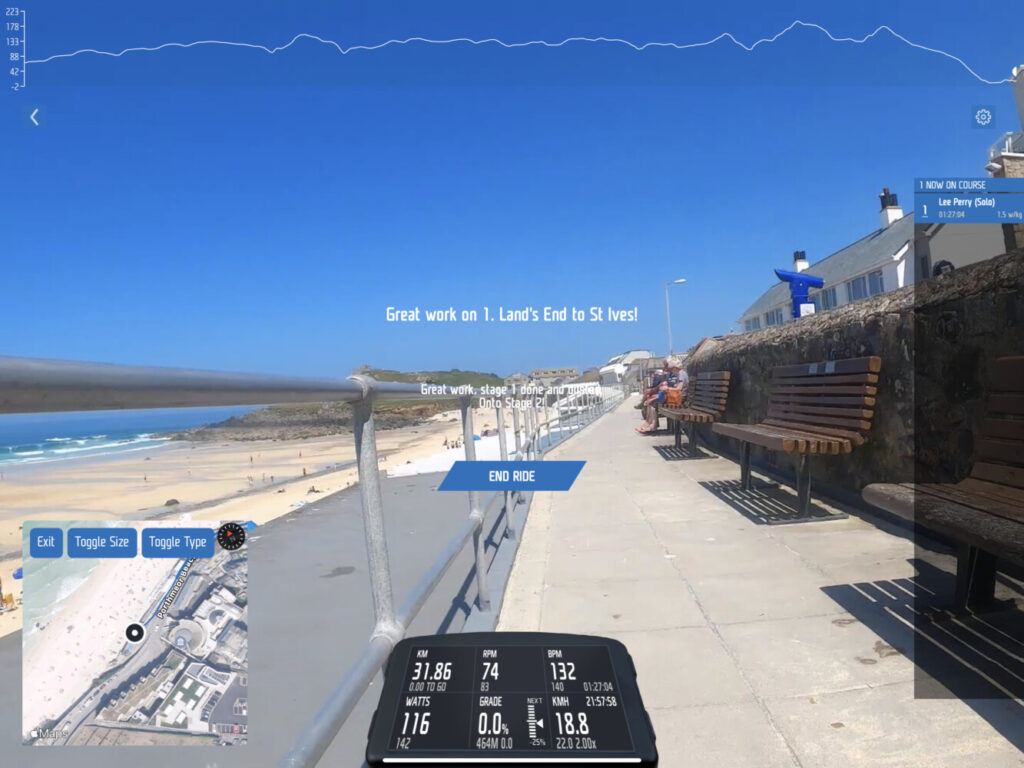 223
178
133
88
42
-2
1 NOW ON COURSE
1 Lee Perry (Solo)
01:27:04 1.5 w/kg
Great work on 1. Land's End to St Ives!
Great work, stage 1 done and
Onto Stage 2!
END RIDE
Exit
Toggle Size
Toggle Type
Porthmeor Beach
Maps
KM
31.86
0.00 TO GO
RPM
74
83
BPM
132
140 01:27:04
WATTS
116
142
GRADE
0.0%
464M 0.0
NEXT
-25%
KMH 21:57:58
18.8
22.0 2.00x